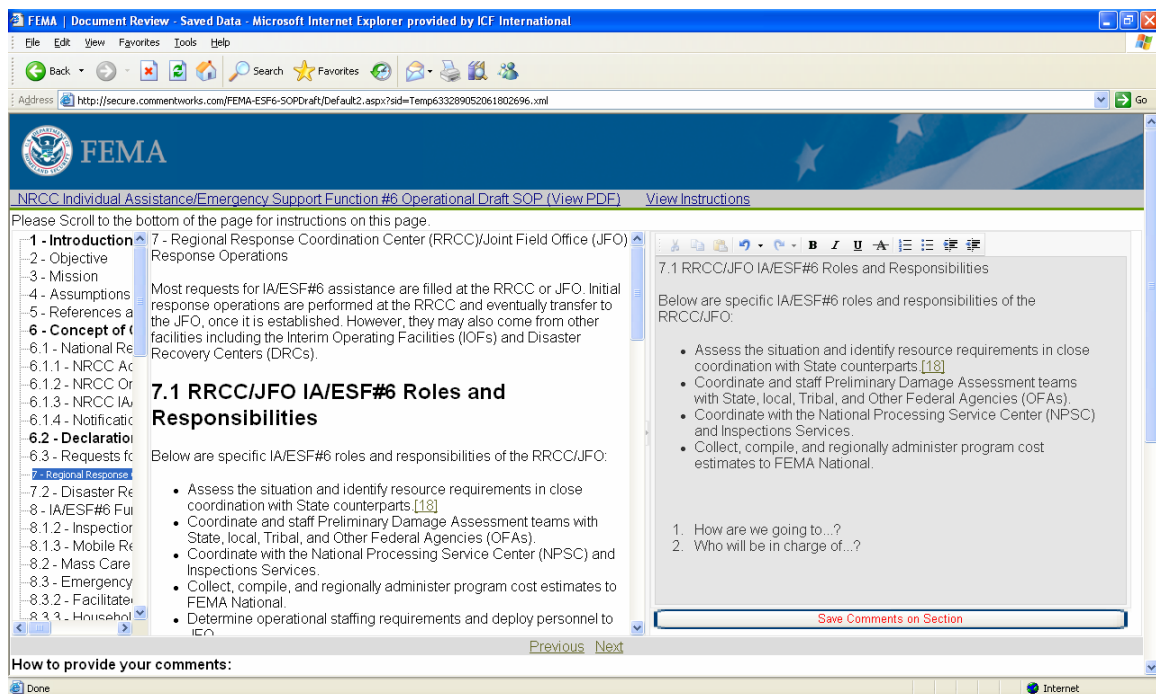 FEMA | Document Review - Saved Data - Microsoft Internet Explorer provided by ICF International
File Edit View Favorites Tools Help
Back Search Favorites
Address http://secure.commentworks.com/FEMA-ESF6-SOPDraft/Default2.aspx?sid=Temp633289052061802696.xml Go
FEMA
NRCC Individual Assistance/Emergency Support Function #6 Operational Draft SOP (View PDF) View Instructions
Please Scroll to the bottom of the page for instructions on this page.
1 - Introduction
2 - Objective
3 - Mission
4 - Assumptions
5 - References a
6 - Concept of
6.1 - National Re
6.1.1 - NRCC Ac
6.1.2 - NRCC Or
6.1.3 - NRCC IA
6.1.4 - Notificatic
6.2 - Declaration
6.3 - Requests fo
7 - Regional Response
7.2 - Disaster Re
8 - IA/ESF#6 Fu
8.1.2 - Inspection
8.1.3 - Mobile Re
8.2 - Mass Care
8.3 - Emergency
8.3.2 - Facilitate
8.3.3 - Househol
7 - Regional Response Coordination Center (RRCC)/Joint Field Office (JFO)
Response Operations
Most requests for IA/ESF#6 assistance are filled at the RRCC or JFO. Initial
response operations are performed at the RRCC and eventually transfer to
the JFO, once it is established. However, they may also come from other
facilities including the Interim Operating Facilities (IOFs) and Disaster
Recovery Centers (DRCs).
7.1 RRCC/JFO IA/ESF#6 Roles and
Responsibilities
Below are specific IA/ESF#6 roles and responsibilities of the RRCC/JFO:
• Assess the situation and identify resource requirements in close
coordination with State counterparts.[18]
• Coordinate and staff Preliminary Damage Assessment teams with
State, local, Tribal, and Other Federal Agencies (OFAs).
• Coordinate with the National Processing Service Center (NPSC) and
Inspections Services.
• Collect, compile, and regionally administer program cost estimates to
FEMA National.
• Determine operational staffing requirements and deploy personnel to
JFO.
B I U A
7.1 RRCC/JFO IA/ESF#6 Roles and Responsibilities
Below are specific IA/ESF#6 roles and responsibilities of the
RRCC/JFO:
• Assess the situation and identify resource requirements in close
coordination with State counterparts.[18]
• Coordinate and staff Preliminary Damage Assessment teams
with State, local, Tribal, and Other Federal Agencies (OFAs).
• Coordinate with the National Processing Service Center (NPSC)
and Inspections Services.
• Collect, compile, and regionally administer program cost
estimates to FEMA National.
1. How are we going to...?
2. Who will be in charge of...?
Save Comments on Section
Previous Next
How to provide your comments:
Done Internet